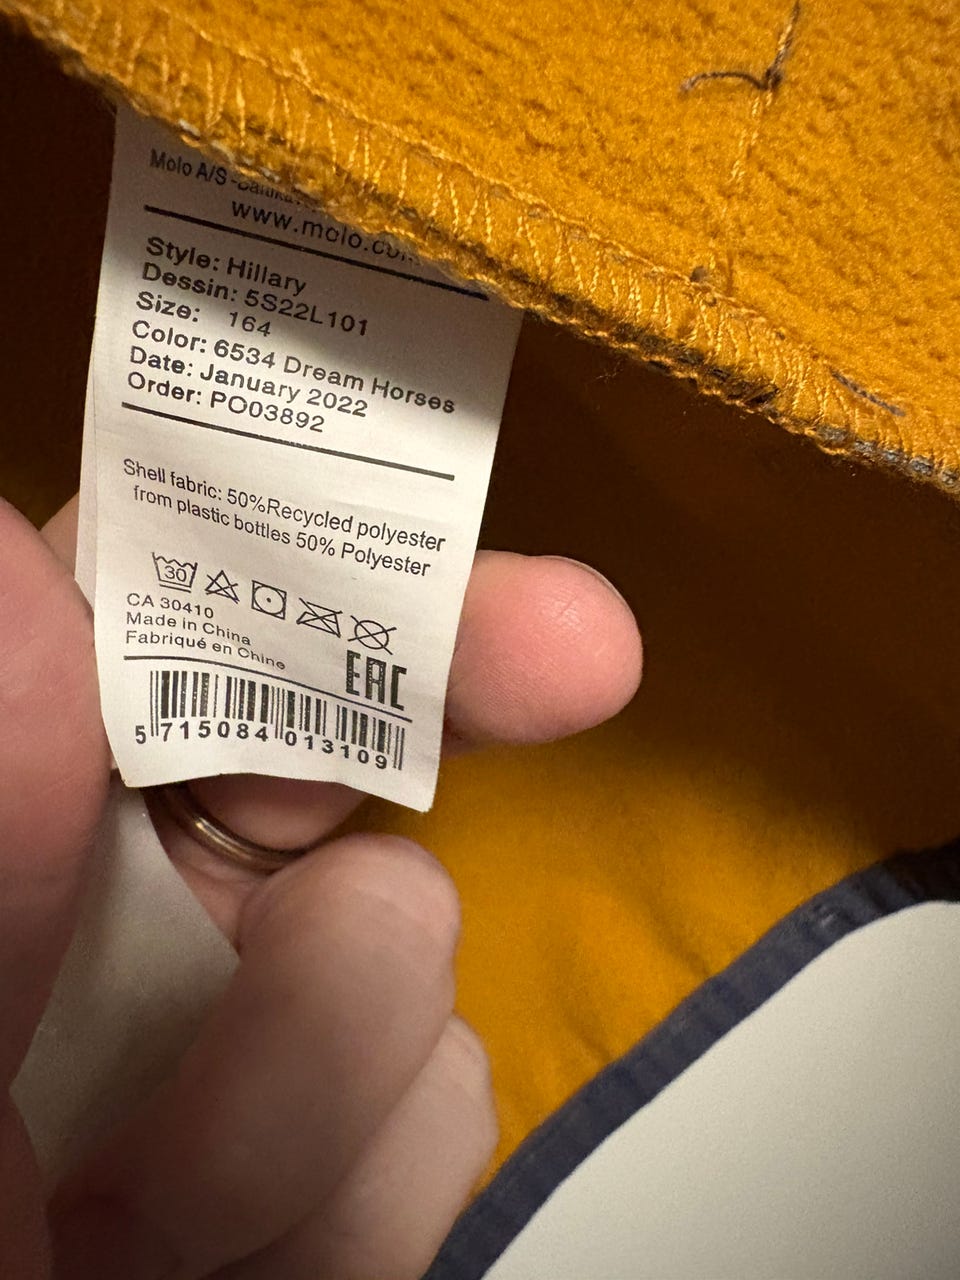 Molo A/S -
www.molo.co
Style: Hillary
Dessin: 5S22L101
Size: 164
Color: 6534 Dream Horses
Date: January 2022
Order: PO03892
Shell fabric: 50%Recycled polyester
from plastic bottles 50% Polyester
30
CA 30410
Made in China
Fabriqué en Chine
EAC
5 715084 013109